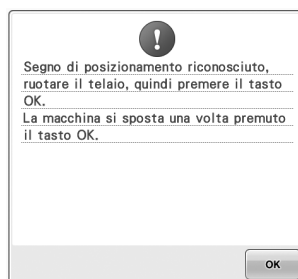 Segno di posizionamento riconosciuto,
ruotare il telaio, quindi premere il tasto
OK.
La macchina si sposta una volta premuto
il tasto OK.
OK